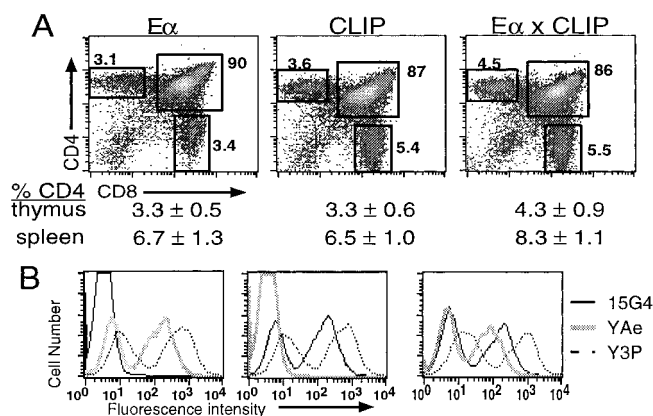 A
Eα CLIP Eα x CLIP
3.1 90 3.6 87 4.5 86
3.4 5.4 5.5
CD4
CD8
% CD4
thymus 3.3 ± 0.5 3.3 ± 0.6 4.3 ± 0.9
spleen 6.7 ± 1.3 6.5 ± 1.0 8.3 ± 1.1
B
Cell Number
15G4
YAe
Y3P
10⁰ 10¹ 10² 10³ 10⁴ 10⁰ 10¹ 10² 10³ 10⁴ 10⁰ 10¹ 10² 10³ 10⁴
Fluorescence intensity